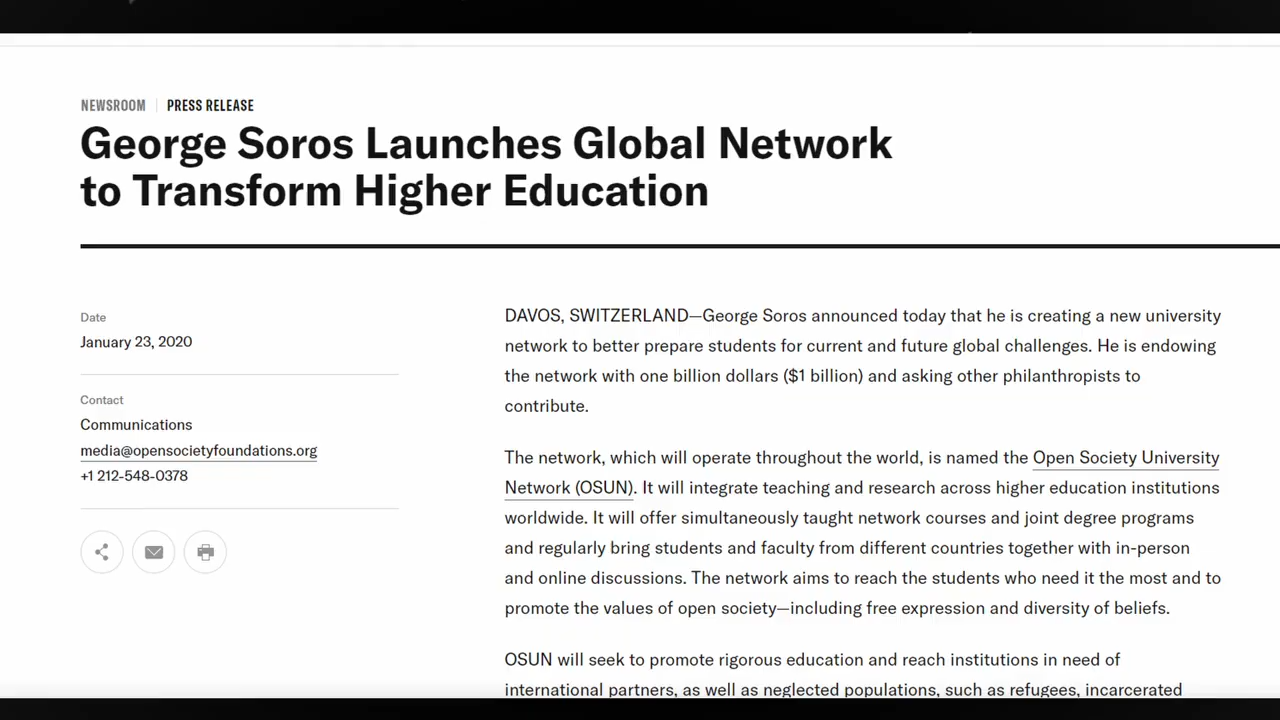 NEWSROOM | PRESS RELEASE
George Soros Launches Global Network
to Transform Higher Education
Date
January 23, 2020
Contact
Communications
media@opensocietyfoundations.org
+1 212-548-0378
DAVOS, SWITZERLAND—George Soros announced today that he is creating a new university
network to better prepare students for current and future global challenges. He is endowing
the network with one billion dollars ($1 billion) and asking other philanthropists to
contribute.
The network, which will operate throughout the world, is named the Open Society University
Network (OSUN). It will integrate teaching and research across higher education institutions
worldwide. It will offer simultaneously taught network courses and joint degree programs
and regularly bring students and faculty from different countries together with in-person
and online discussions. The network aims to reach the students who need it the most and to
promote the values of open society—including free expression and diversity of beliefs.
OSUN will seek to promote rigorous education and reach institutions in need of
international partners, as well as neglected populations, such as refugees, incarcerated